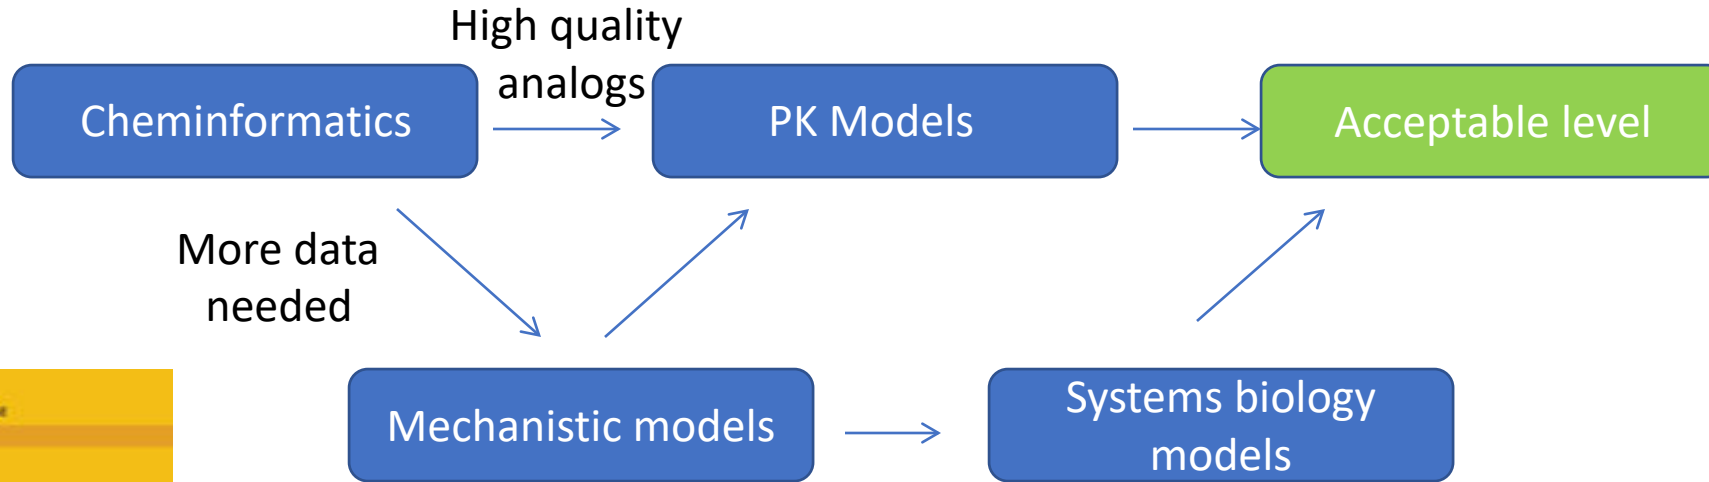 High quality
analogs
Cheminformatics
PK Models
Acceptable level
More data
needed
Mechanistic models
Systems biology
models